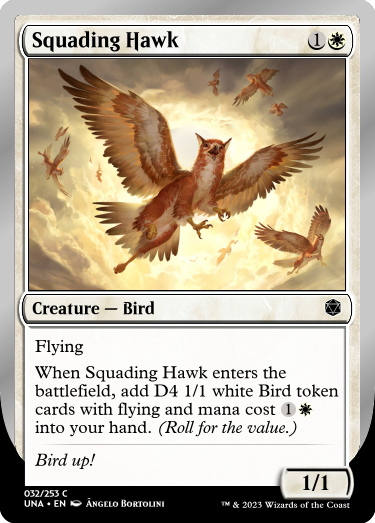 Squading Hawk 1
Creature — Bird
Flying
When Squading Hawk enters the
battlefield, add D4 1/1 white Bird token
cards with flying and mana cost 1
into your hand. (Roll for the value.)
Bird up!
1/1
032/253 C
UNA • EN Ângelo Bortolini
™ & 2023 Wizards of the Coast